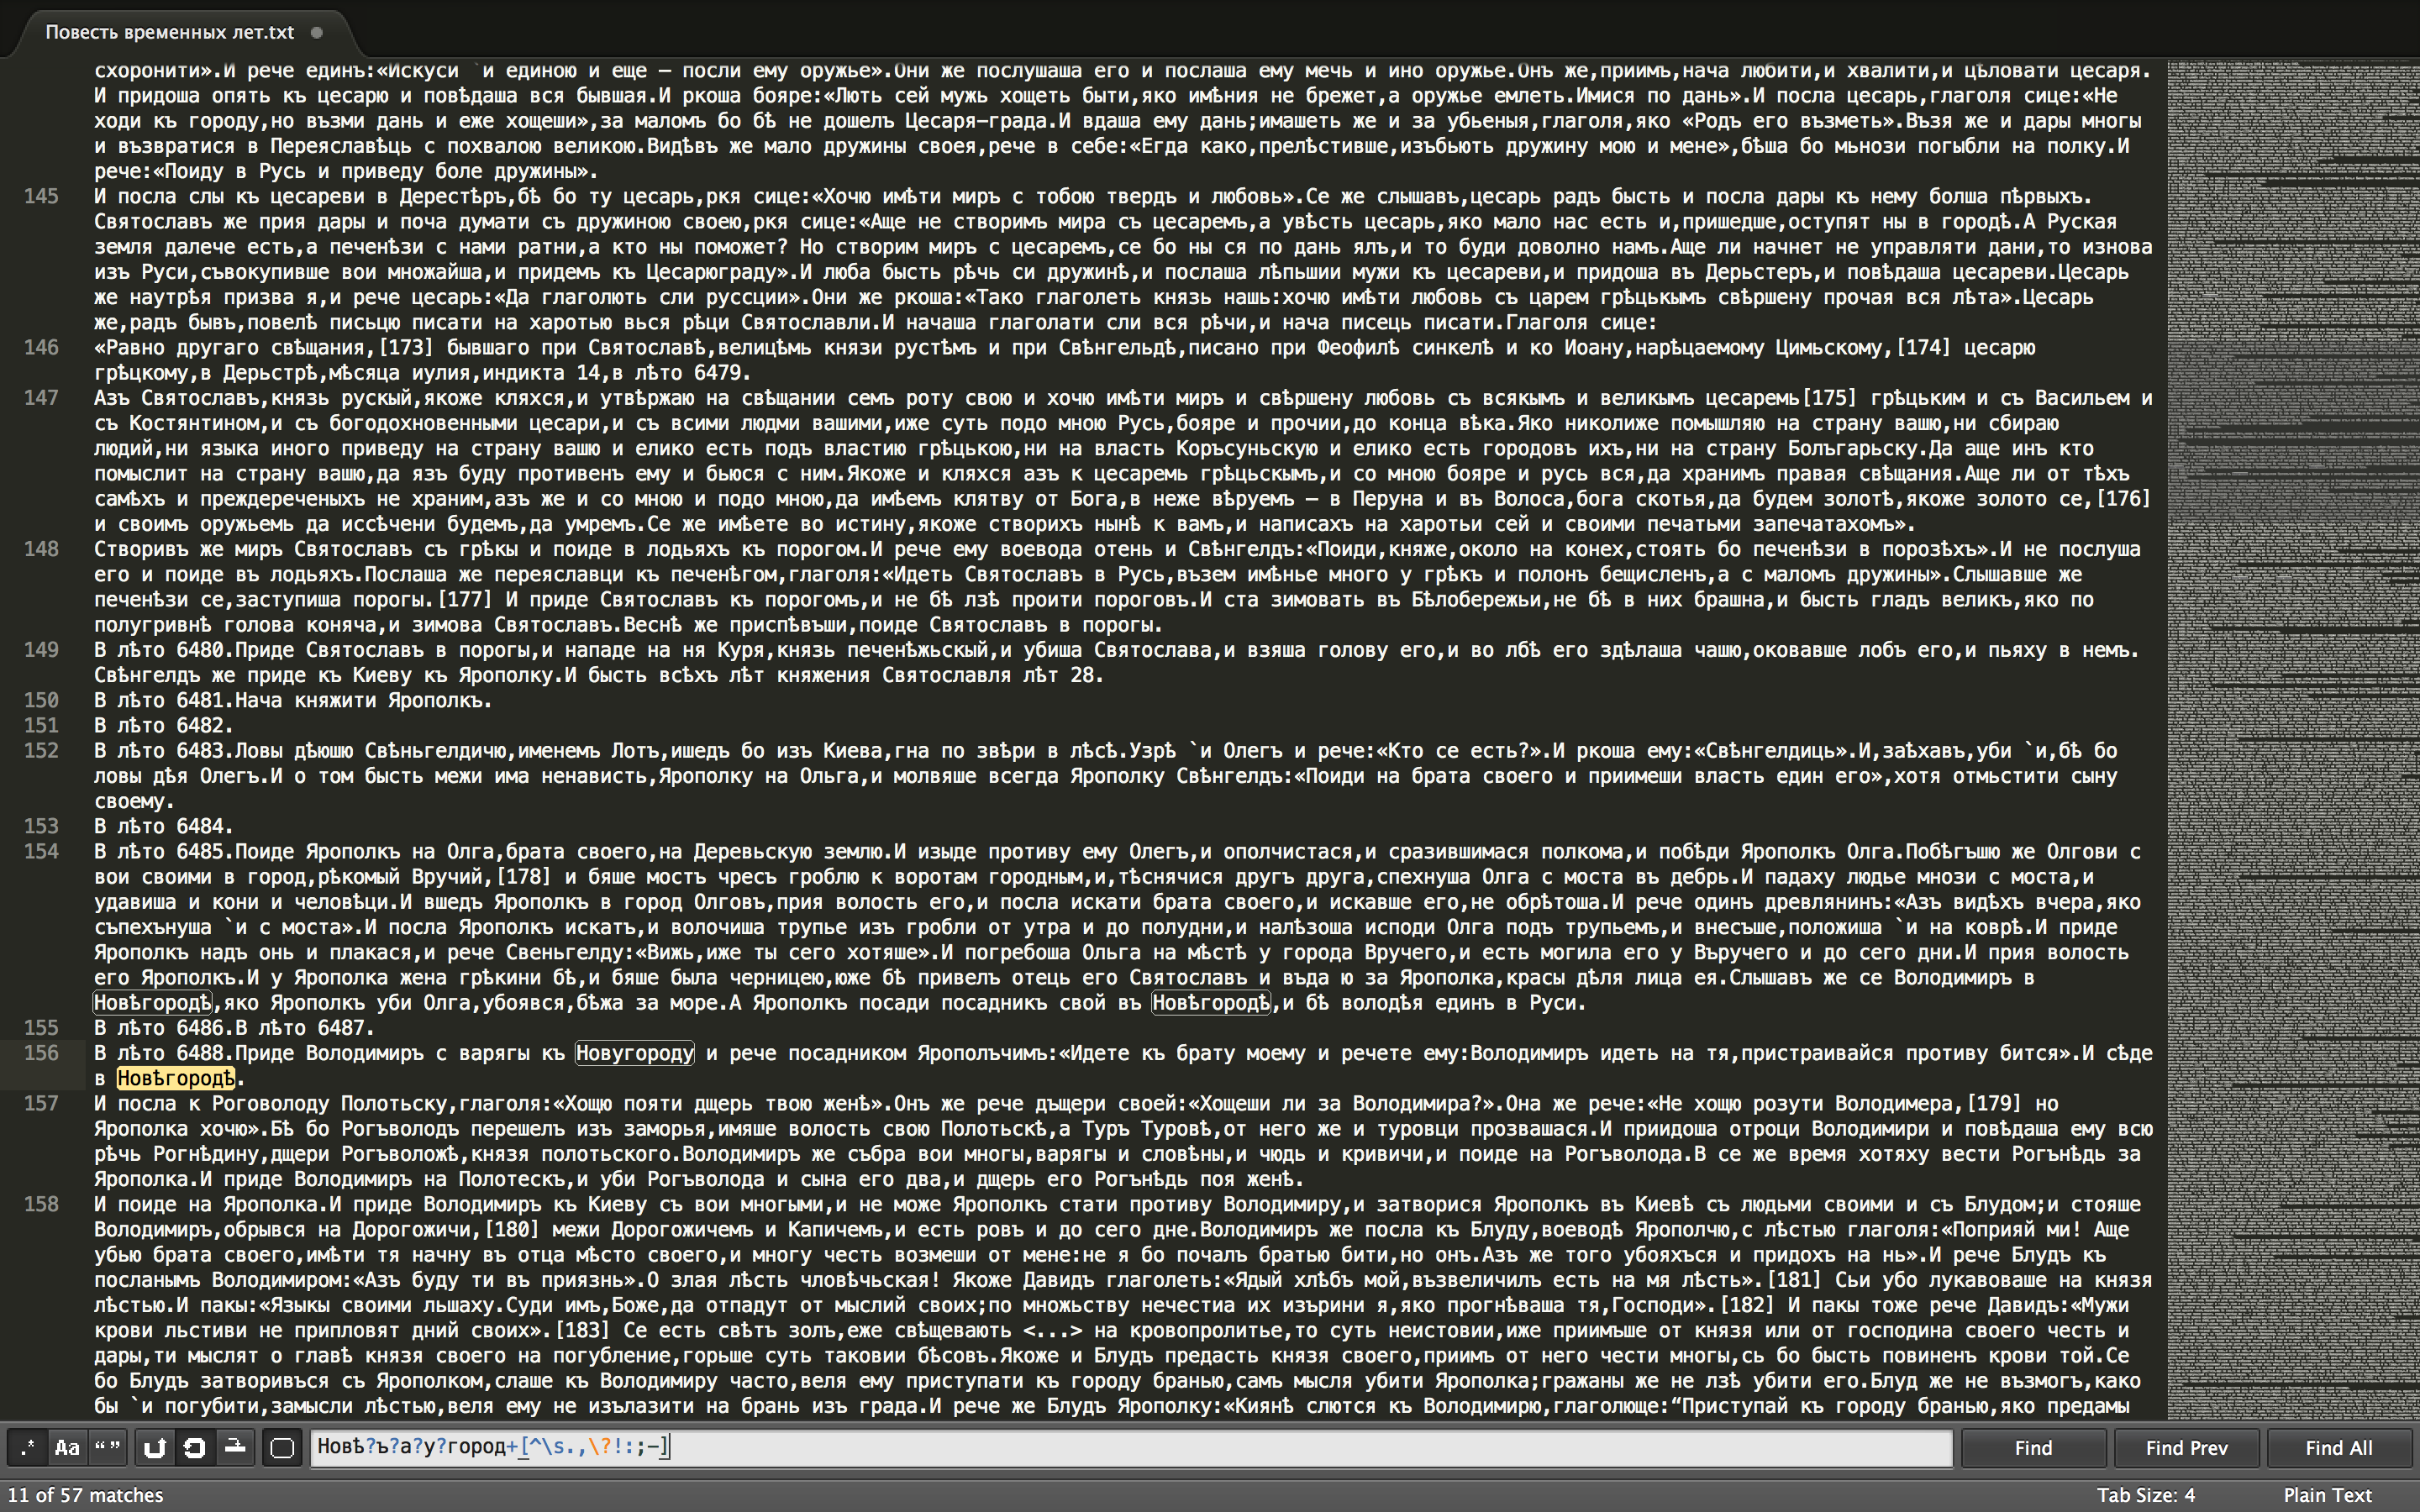 Повесть временных лет.txt
схоронити».И рече единъ:«Искуси `и единою и еще — посли ему оружье».Они же послушаша его и послаша ему мечь и ино оружье.Онъ же,приимъ,нача любити,и хвалити,и цѣловати цесаря.
И придоша опять къ цесарю и повѣдаша вся бывшая.И ркоша бояре:«Лють сей мужь хощеть быти,яко имѣния не брежет,а оружье емлеть.Имися по дань».И посла цесарь,глаголя сице:«Не
ходи къ городу,но възми дань и еже хощеши»,за маломъ бо бѣ не дошелъ Цесаря-града.И вдаша ему дань;имашеть же и за убьеныя,глаголя,яко «Родъ его възметь».Възя же и дары многы
и възвратися в Переяславѣць с похвалою великою.Видѣвъ же мало дружины своея,рече в себе:«Егда како,прелѣстивше,изъбьють дружину мою и мене»,бѣша бо мьнози погыбли на полку.И
рече:«Поиду в Русь и приведу боле дружины».
145 И посла слы къ цесареви в Дерестѣръ,бѣ бо ту цесарь,ркя сице:«Хочю имѣти миръ с тобою твердъ и любовь».Се же слышавъ,цесарь радъ бысть и посла дары къ нему болша пѣрвыхъ.
Святославъ же прия дары и поча думати съ дружиною своею,ркя сице:«Аще не створимъ мира съ цесаремъ,а увѣсть цесарь,яко мало нас есть и,пришедше,оступят ны в городѣ.А Руская
земля далече есть,а печенѣзи с нами ратни,а кто ны поможет? Но створим миръ с цесаремъ,се бо ны ся по дань ялъ,и то буди доволно намъ.Аще ли начнет не управляти дани,то изнова
изъ Руси,съвокупивше вои множайша,и придемъ къ Цесарюграду».И люба бысть рѣчь си дружинѣ,и послаша лѣпьшии мужи къ цесареви,и придоша въ Дерьстеръ,и повѣдаша цесареви.Цесарь
же наутрѣя призва я,и рече цесарь:«Да глаголють сли руссции».Они же ркоша:«Тако глаголеть князь нашь:хочю имѣти любовь съ царем грѣцькымъ свѣршену прочая вся лѣта».Цесарь
же,радъ бывъ,повелѣ письцю писати на харотью вься рѣци Святославли.И начаша глаголати сли вся рѣчи,и нача писець писати.Глаголя сице:
146 «Равно другаго свѣщания,[173] бывшаго при Святославѣ,велицѣмь князи рустѣмъ и при Свѣнгельдѣ,писано при Феофилѣ синкелѣ и ко Иоану,нарѣцаемому Цимьскому,[174] цесарю
грѣцкому,в Дерьстрѣ,мѣсяца иулия,индикта 14,в лѣто 6479.
147 Азъ Святославъ,князь рускый,якоже кляхся,и утвѣржаю на свѣщании семъ роту свою и хочю имѣти миръ и свѣршену любовь съ всякымъ и великымъ цесаремь[175] грѣцьким и съ Васильем и
съ Костянтином,и съ богодохновенными цесари,и съ всими людми вашими,иже суть подо мною Русь,бояре и прочии,до конца вѣка.Яко николиже помышляю на страну вашю,ни сбираю
людий,ни языка иного приведу на страну вашю и елико есть подъ властию грѣцькою,ни на власть Коръсуньскую и елико есть городовъ ихъ,ни на страну Болъгарьску.Да аще инъ кто
помыслит на страну вашю,да язъ буду противенъ ему и бьюся с ним.Якоже и кляхся азъ к цесаремь грѣцьскымъ,и со мною бояре и русь вся,да хранимъ правая свѣщания.Аще ли от тѣхъ
самѣхъ и преждереченыхъ не храним,азъ же и со мною и подо мною,да имѣемъ клятву от Бога,в неже вѣруемъ — в Перуна и въ Волоса,бога скотья,да будем золотѣ,якоже золото се,[176]
и своимъ оружьемь да иссѣчени будемъ,да умремъ.Се же имѣете во истину,якоже створихъ нынѣ к вамъ,и написахъ на харотьи сей и своими печатьми запечатахомъ».
148 Створивъ же миръ Святославъ съ грѣкы и поиде в лодьяхъ къ порогом.И рече ему воевода отень и Свѣнгелдъ:«Поиди,княже,около на конех,стоять бо печенѣзи в порозѣхъ».И не послуша
его и поиде въ лодьяхъ.Послаша же переяславци къ печенѣгом,глаголя:«Идеть Святославъ в Русь,възем имѣнье много у грѣкъ и полонъ бещисленъ,а с маломъ дружины».Слышавше же
печенѣзи се,заступиша порогы.[177] И приде Святославъ къ порогомъ,и не бѣ лзѣ проити пороговъ.И ста зимовать въ Бѣлобережьи,не бѣ в них брашна,и бысть гладъ великъ,яко по
полугривнѣ голова коняча,и зимова Святославъ.Веснѣ же приспѣвъши,поиде Святославъ в порогы.
149 В лѣто 6480.Приде Святославъ в порогы,и нападе на ня Куря,князь печенѣжьскый,и убиша Святослава,и взяша голову его,и во лбѣ его здѣлаша чашю,оковавше лобъ его,и пьяху в немъ.
Свѣнгелдъ же приде къ Киеву къ Ярополку.И бысть всѣхъ лѣт княжения Святославля лѣт 28.
150 В лѣто 6481.Нача княжити Ярополкъ.
151 В лѣто 6482.
152 В лѣто 6483.Ловы дѣюшю Свѣньгелдичю,именемъ Лотъ,ишедъ бо изъ Киева,гна по звѣри в лѣсѣ.Узрѣ `и Олегъ и рече:«Кто се есть?».И ркоша ему:«Свѣнгелдиць».И,заѣхавъ,уби `и,бѣ бо
ловы дѣя Олегъ.И о том бысть межи има ненависть,Ярополку на Ольга,и молвяше всегда Ярополку Свѣнгелдъ:«Поиди на брата своего и приимеши власть един его»,хотя отмьстити сыну
своему.
153 В лѣто 6484.
154 В лѣто 6485.Поиде Ярополкъ на Олга,брата своего,на Деревьскую землю.И изыде противу ему Олегъ,и ополчистася,и сразившимася полкома,и побѣди Ярополкъ Олга.Побѣгъшю же Олгови с
вои своими в город,рѣкомый Вручий,[178] и бяше мостъ чресъ гроблю к воротам городным,и,тѣснячися другъ друга,спехнуша Олга с моста въ дебрь.И падаху людье мнози с моста,и
удавиша и кони и человѣци.И вшедъ Ярополкъ в город Олговъ,прия волость его,и посла искати брата своего,и искавше его,не обрѣтоша.И рече одинъ древлянинъ:«Азъ видѣхъ вчера,яко
съпехънуша `и с моста».И посла Ярополкъ искатъ,и волочиша трупье изъ гробли от утра и до полудни,и налѣзоша исподи Олга подъ трупьемъ,и внесъше,положиша `и на коврѣ.И приде
Ярополкъ надъ онь и плакася,и рече Свеньгелду:«Вижь,иже ты сего хотяше».И погребоша Ольга на мѣстѣ у города Вручего,и есть могила его у Въручего и до сего дни.И прия волость
его Ярополкъ.И у Ярополка жена грѣкини бѣ,и бяше была черницею,юже бѣ привелъ отець его Святославъ и въда ю за Ярополка,красы дѣля лица ея.Слышавъ же се Володимиръ в
Новѣгородѣ,яко Ярополкъ уби Олга,убоявся,бѣжа за море.А Ярополкъ посади посадникъ свой въ Новѣгородѣ,и бѣ володѣя единъ в Руси.
155 В лѣто 6486.В лѣто 6487.
156 В лѣто 6488.Приде Володимиръ с варягы къ Новугороду и рече посадником Яропольчимъ:«Идете къ брату моему и речете ему:Володимиръ идеть на тя,пристраивайся противу бится».И сѣде
в Новѣгородѣ.
157 И посла к Роговолоду Полотьску,глаголя:«Хощю пояти дщерь твою женѣ».Онъ же рече дъщери своей:«Хощеши ли за Володимира?».Она же рече:«Не хощю розути Володимера,[179] но
Ярополка хочю».Бѣ бо Рогъволодъ перешелъ изъ заморья,имяше волость свою Полотьскѣ,а Туръ Туровѣ,от него же и туровци прозвашася.И приидоша отроци Володимири и повѣдаша ему всю
рѣчь Рогнѣдину,дщери Рогъволожѣ,князя полотьского.Володимиръ же събра вои многы,варягы и словѣны,и чюдь и кривичи,и поиде на Рогъволода.В се же время хотяху вести Рогънѣдь за
Ярополка.И приде Володимиръ на Полотескъ,и уби Рогъволода и сына его два,и дщерь его Рогънѣдь поя женѣ.
158 И поиде на Ярополка.И приде Володимиръ къ Киеву съ вои многыми,и не може Ярополкъ стати противу Володимиру,и затворися Ярополкъ въ Киевѣ съ людьми своими и съ Блудом;и стояше
Володимиръ,обрывся на Дорогожичи,[180] межи Дорогожичемъ и Капичемъ,и есть ровъ и до сего дне.Володимиръ же посла къ Блуду,воеводѣ Ярополчю,с лѣстью глаголя:«Поприяй ми! Аще
убью брата своего,имѣти тя начну въ отца мѣсто своего,и многу честь возмеши от мене:не я бо почалъ братью бити,но онъ.Азъ же того убояхъся и придохъ на нь».И рече Блудъ къ
посланымъ Володимиром:«Азъ буду ти въ приязнь».О злая лѣсть чловѣчьская! Якоже Давидъ глаголеть:«Ядый хлѣбъ мой,възвеличилъ есть на мя лѣсть».[181] Сьи убо лукавоваше на князя
лѣстью.И пакы:«Языкы своими льшаху.Суди имъ,Боже,да отпадут от мыслий своих;по множьству нечестиа их изърини я,яко прогнѣваша тя,Господи».[182] И пакы тоже рече Давидъ:«Мужи
крови льстиви не припловят дний своих».[183] Се есть свѣтъ золъ,еже свѣщевають <...> на кровопролитье,то суть неистовии,иже приимъше от князя или от господина своего честь и
дары,ти мыслят о главѣ князя своего на погубление,горьше суть таковии бѣсовъ.Якоже и Блудъ предасть князя своего,приимъ от него чести многы,сь бо бысть повиненъ крови той.Се
бо Блудъ затворивъся съ Ярополком,слаше къ Володимиру часто,веля ему приступати къ городу бранью,самъ мысля убити Ярополка;гражаны же не лзѣ убити его.Блуд же не възмогъ,како
бы `и погубити,замысли лѣстью,веля ему не изълазити на брань изъ града.И рече же Блудъ Ярополку:«Киянѣ слются къ Володимирю,глаголюще:“Приступай къ городу бранью,яко предамы
.* Aa “” Новѣ?ъ?а?у?город+[^\s.,\?!:;-] Find Find Prev Find All
11 of 57 matches Tab Size: 4 Plain Text